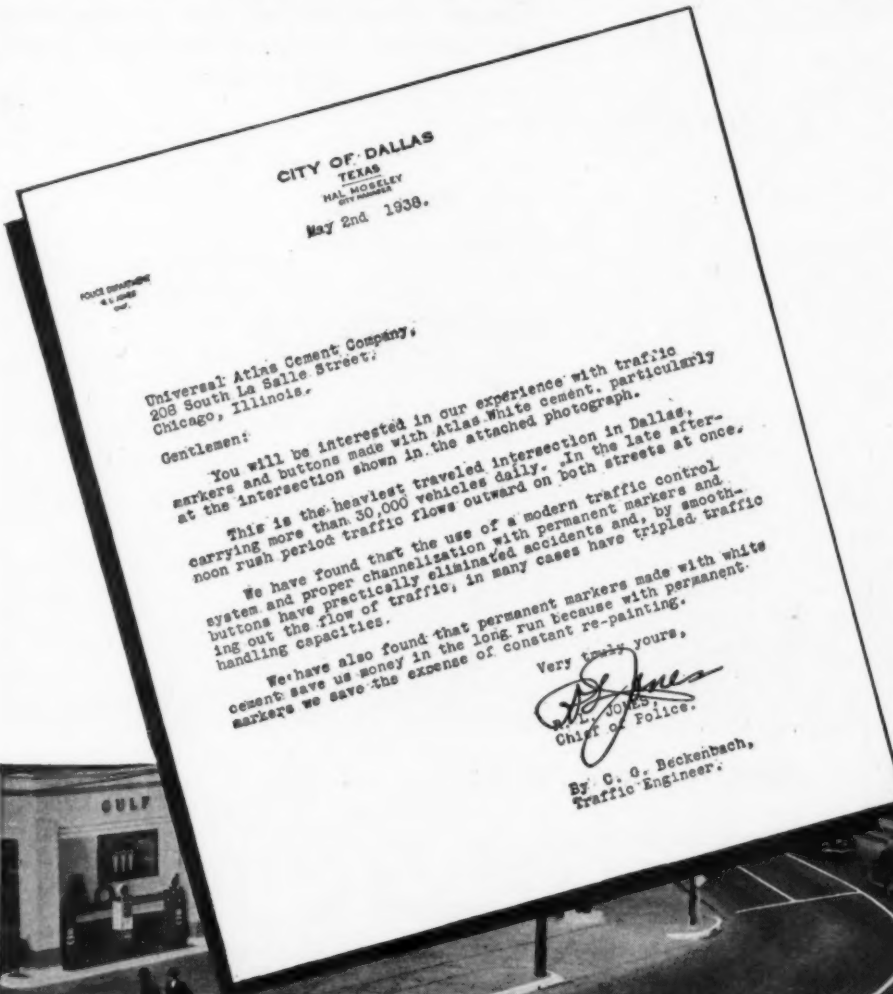 CITY OF DALLAS
TEXAS
HAL MOSELEY
CITY MANAGER
May 2nd 1938.
POLICE DEPARTMENT
R. L. JONES
CHIEF
Universal Atlas Cement Company,
208 South La Salle Street,
Chicago, Illinois.
Gentlemen:
You will be interested in our experience with traffic
markers and buttons made with Atlas White cement, particularly
at the intersection shown in the attached photograph.
This is the heaviest traveled intersection in Dallas,
carrying more than 30,000 vehicles daily. In the late after-
noon rush period traffic flows outward on both streets at once.
We have found that the use of a modern traffic control
system and proper channelization with permanent markers and
buttons have practically eliminated accidents and, by smooth-
ing out the flow of traffic, in many cases have tripled traffic
handling capacities.
We have also found that permanent markers made with white
cement save us money in the long run because with permanent
markers we save the expense of constant re-painting.
Very truly yours,
R L Jones
R. L. JONES,
Chief of Police.
By C. G. Beckenbach,
Traffic Engineer.
GULF